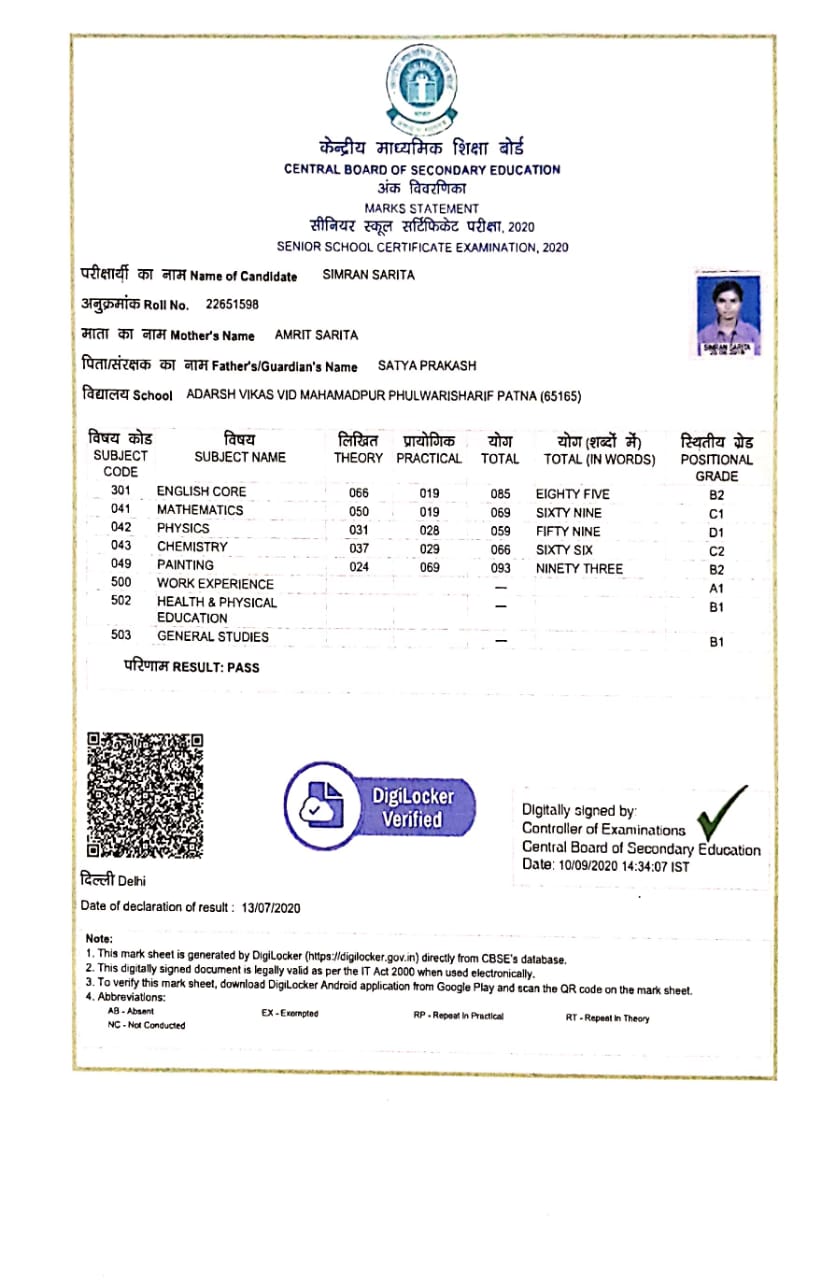 केन्द्रीय माध्यमिक शिक्षा बोर्ड
CENTRAL BOARD OF SECONDARY EDUCATION
अंक विवरणिका
MARKS STATEMENT
सीनियर स्कूल सर्टिफिकेट परीक्षा, 2020
SENIOR SCHOOL CERTIFICATE EXAMINATION, 2020
परीक्षार्थी का नाम Name of Candidate SIMRAN SARITA
अनुक्रमांक Roll No. 22651598
माता का नाम Mother's Name AMRIT SARITA
पिता/संरक्षक का नाम Father's/Guardian's Name SATYA PRAKASH
विद्यालय School ADARSH VIKAS VID MAHAMADPUR PHULWARISHARIF PATNA (65165)
SIMRAN SARITA
विषय कोड विषय लिखित प्रायोगिक योग योग (शब्दों में) स्थितीय ग्रेड
SUBJECT CODE SUBJECT NAME THEORY PRACTICAL TOTAL TOTAL (IN WORDS) POSITIONAL GRADE
301 ENGLISH CORE 066 019 085 EIGHTY FIVE B2
041 MATHEMATICS 050 019 069 SIXTY NINE C1
042 PHYSICS 031 028 059 FIFTY NINE D1
043 CHEMISTRY 037 029 066 SIXTY SIX C2
049 PAINTING 024 069 093 NINETY THREE B2
500 WORK EXPERIENCE — A1
502 HEALTH & PHYSICAL EDUCATION — B1
503 GENERAL STUDIES — B1
परिणाम RESULT: PASS
DigiLocker
Verified
Digitally signed by:
Controller of Examinations
Central Board of Secondary Education
Date: 10/09/2020 14:34:07 IST
दिल्ली Delhi
Date of declaration of result : 13/07/2020
Note:
1. This mark sheet is generated by DigiLocker (https://digilocker.gov.in) directly from CBSE's database.
2. This digitally signed document is legally valid as per the IT Act 2000 when used electronically.
3. To verify this mark sheet, download DigiLocker Android application from Google Play and scan the QR code on the mark sheet.
4. Abbreviations:
AB - Absent EX - Exempted RP - Repeat In Practical RT - Repeat In Theory
NC - Not Conducted